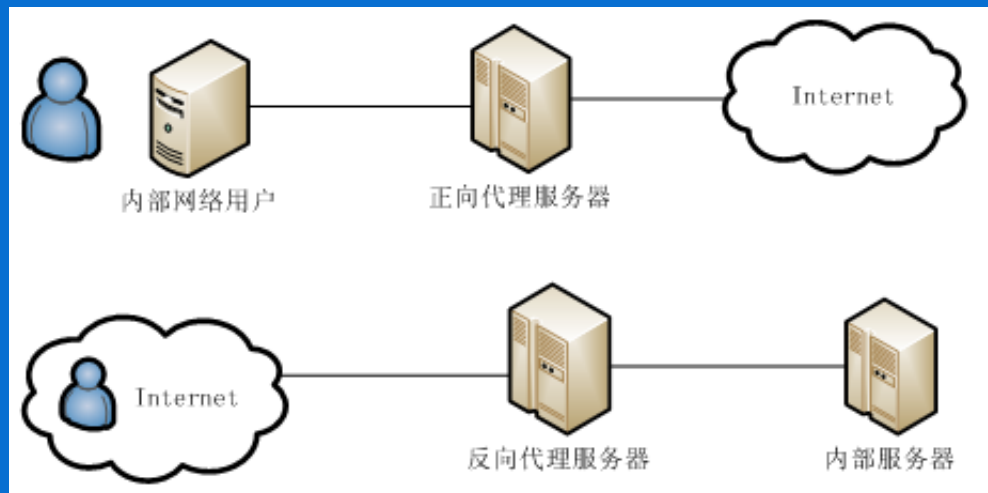 Internet
内部网络用户
正向代理服务器
Internet
反向代理服务器
内部服务器